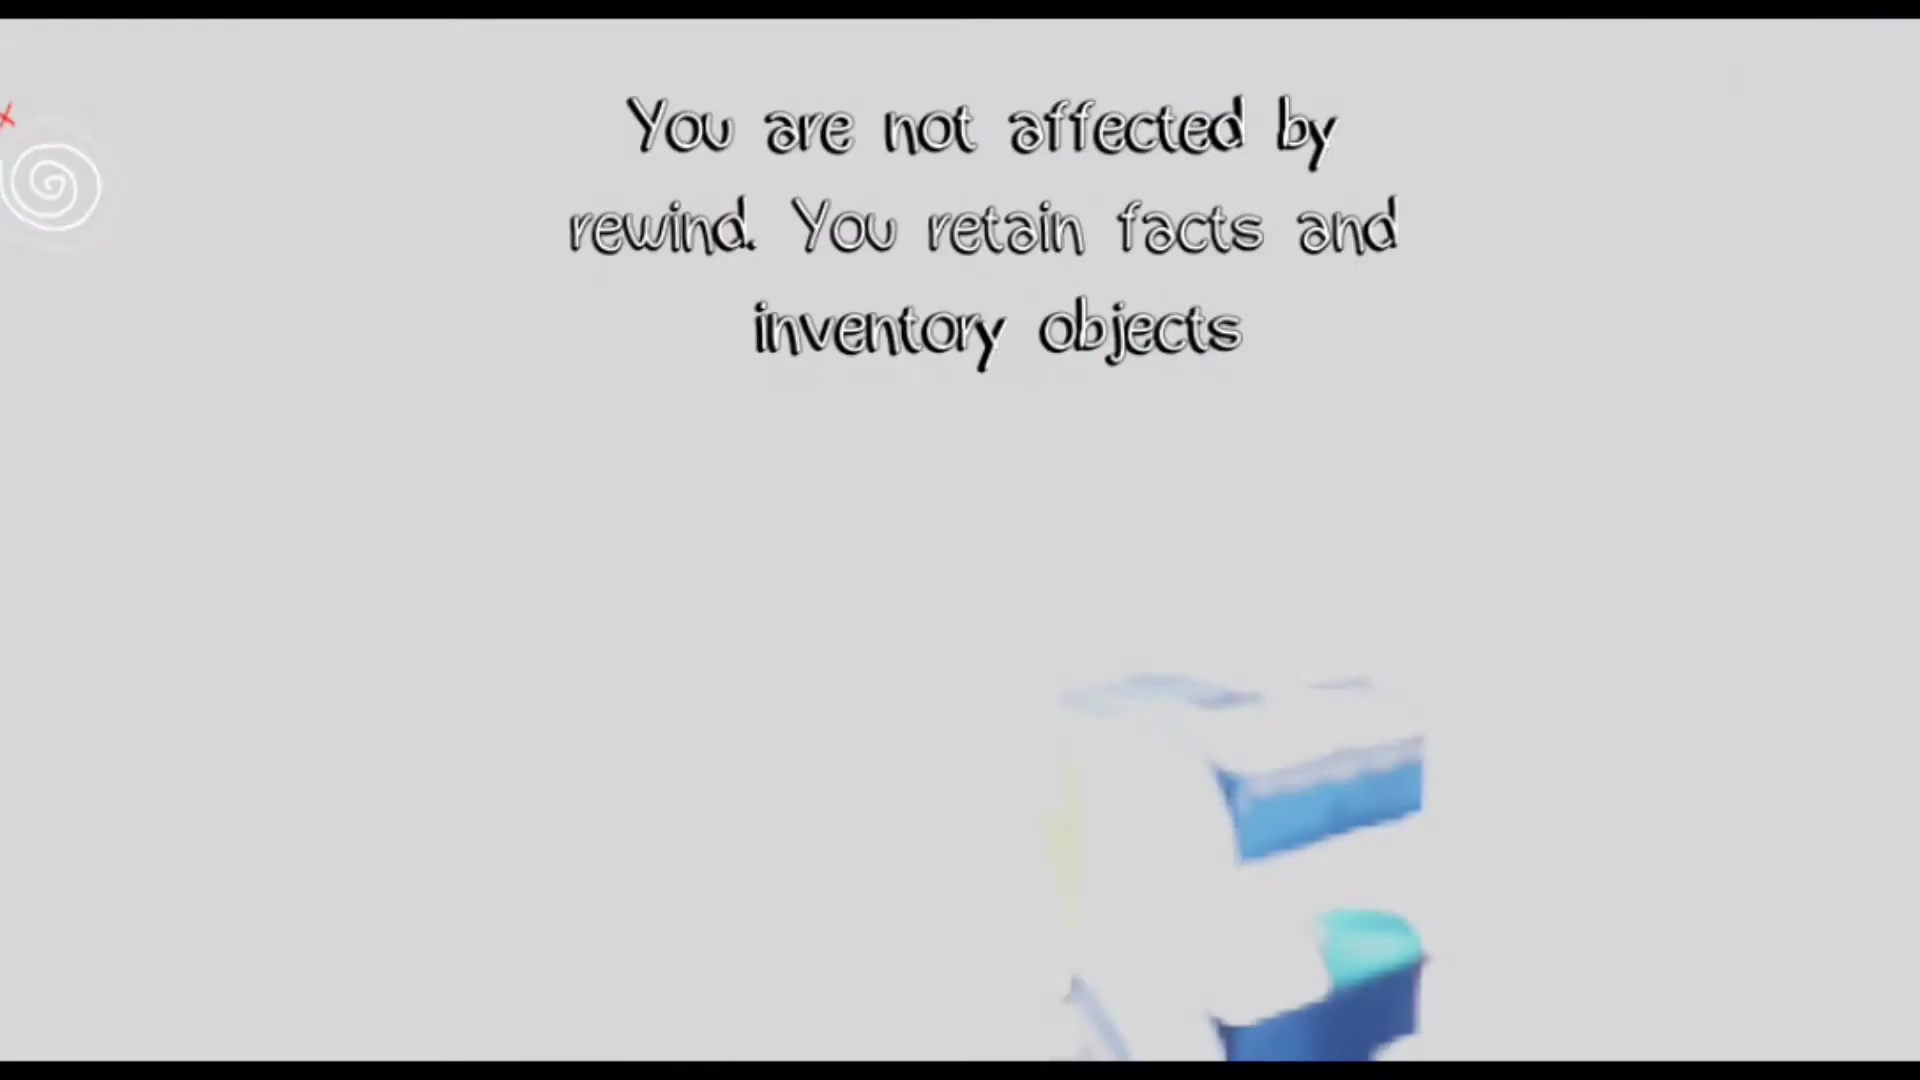 You are not affected by
rewind. You retain facts and
inventory objects